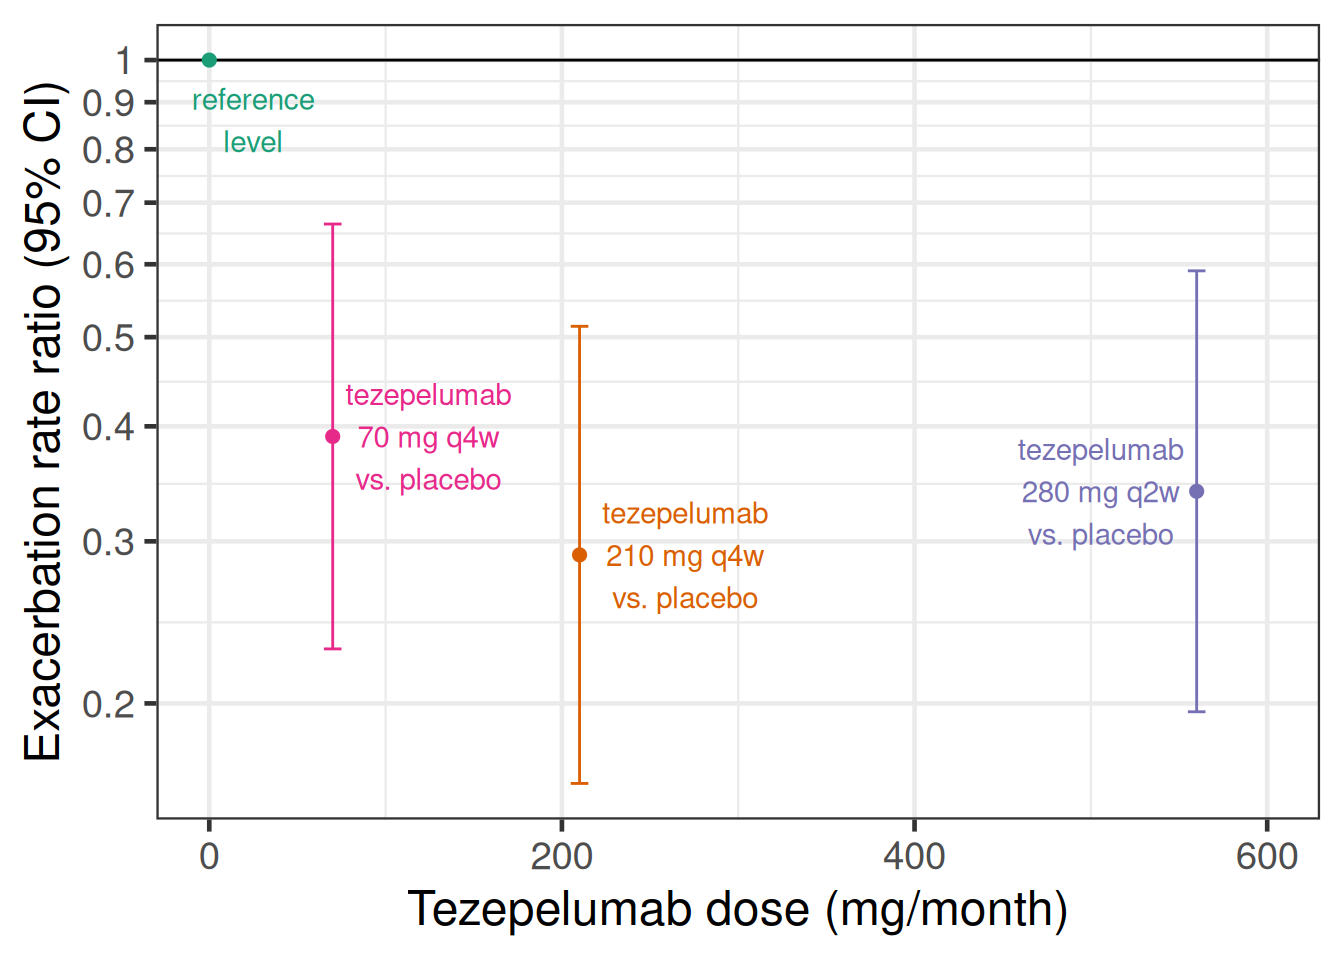 Exacerbation rate ratio (95% CI)
1
0.9
0.8
0.7
0.6
0.5
0.4
0.3
0.2
reference
level
tezepelumab
70 mg q4w
vs. placebo
tezepelumab
210 mg q4w
vs. placebo
tezepelumab
280 mg q2w
vs. placebo
0
200
400
600
Tezepelumab dose (mg/month)